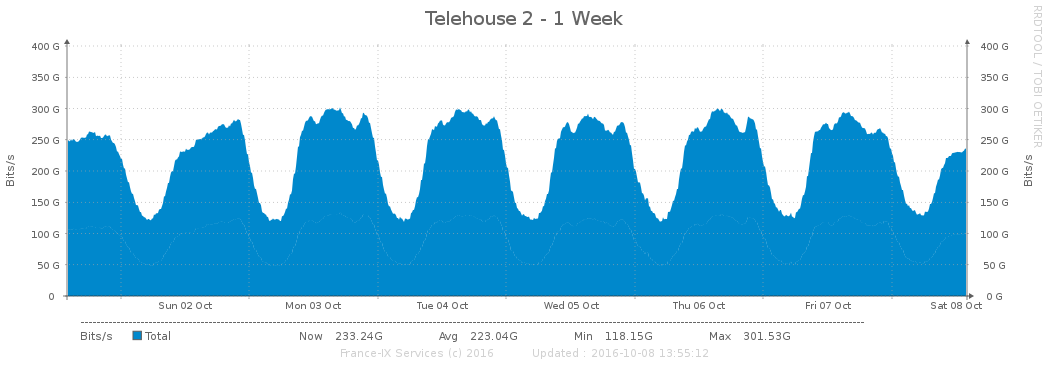 Telehouse 2 - 1 Week
RRDTOOL / TOBI OETIKER
Bits/s
400 G
350 G
300 G
250 G
200 G
150 G
100 G
50 G
0
400 G
350 G
300 G
250 G
200 G
150 G
100 G
50 G
0 G
Bits/s
Sun 02 Oct Mon 03 Oct Tue 04 Oct Wed 05 Oct Thu 06 Oct Fri 07 Oct Sat 08 Oct
Bits/s Total Now 233.24G Avg 223.04G Min 118.15G Max 301.53G
France-IX Services (c) 2016 Updated : 2016-10-08 13:55:12